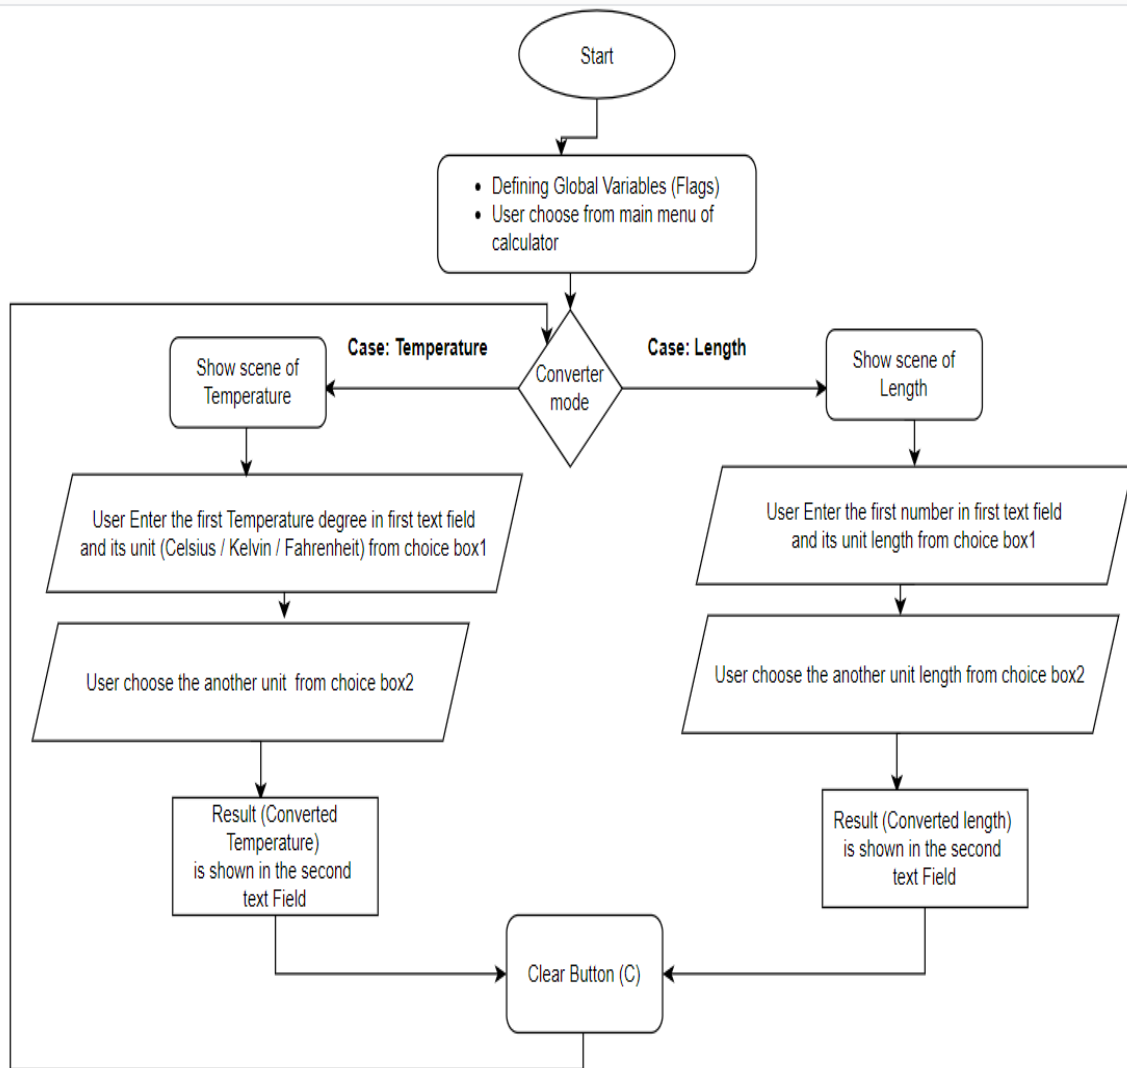 Start
• Defining Global Variables (Flags)
• User choose from main menu of
calculator
Case: Temperature
Case: Length
Converter
mode
Show scene of
Temperature
Show scene of
Length
User Enter the first Temperature degree in first text field
and its unit (Celsius / Kelvin / Fahrenheit) from choice box1
User Enter the first number in first text field
and its unit length from choice box1
User choose the another unit from choice box2
User choose the another unit length from choice box2
Result (Converted
Temperature)
is shown in the second
text Field
Result (Converted length)
is shown in the second
text Field
Clear Button (C)